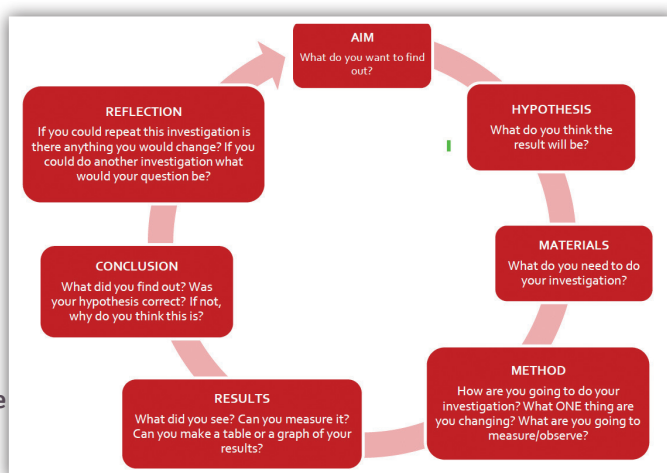 AIM
What do you want to find
out?
HYPOTHESIS
What do you think the
result will be?
MATERIALS
What do you need to do
your investigation?
METHOD
How are you going to do your
investigation? What ONE thing are
you changing? What are you going to
measure/observe?
RESULTS
What did you see? Can you measure it?
Can you make a table or a graph of your
results?
CONCLUSION
What did you find out? Was
your hypothesis correct? If not,
why do you think this is?
REFLECTION
If you could repeat this investigation is
there anything you would change? If you
could do another investigation what
would your question be?
e